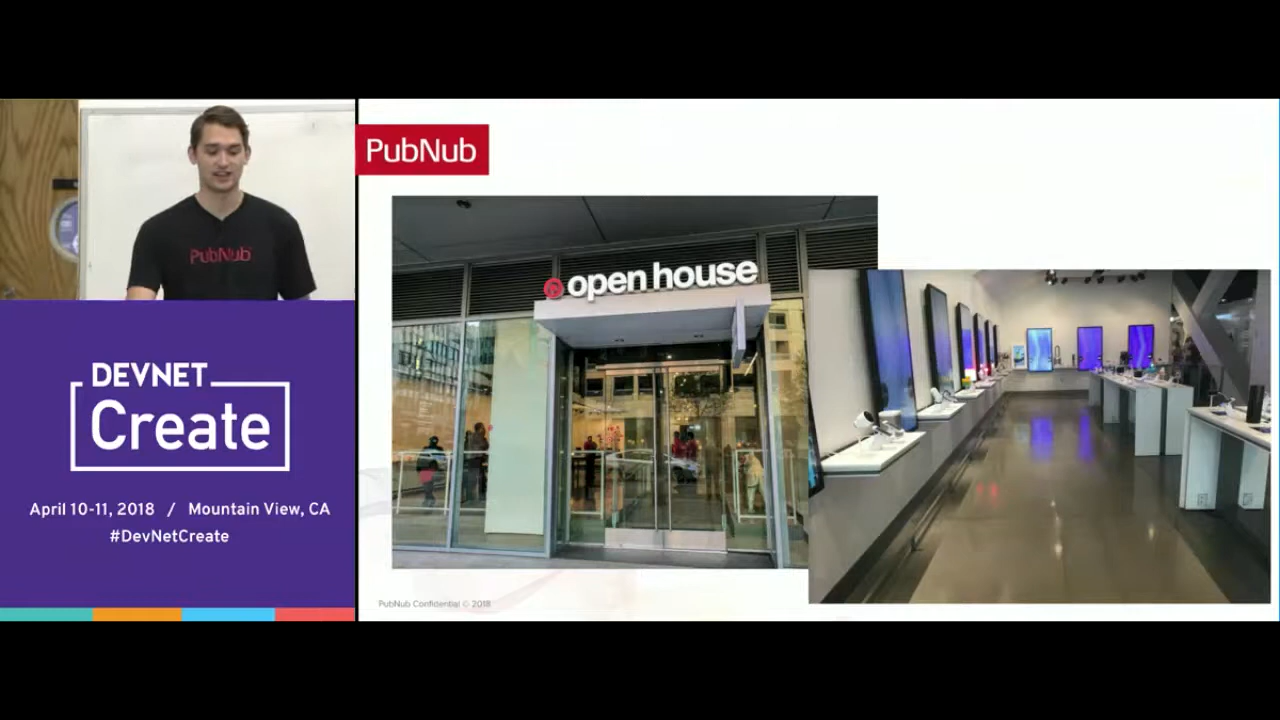 PubNub
DEVNET
Create
April 10-11, 2018 / Mountain View, CA
#DevNetCreate
PubNub
open house
PubNub Confidential © 2018